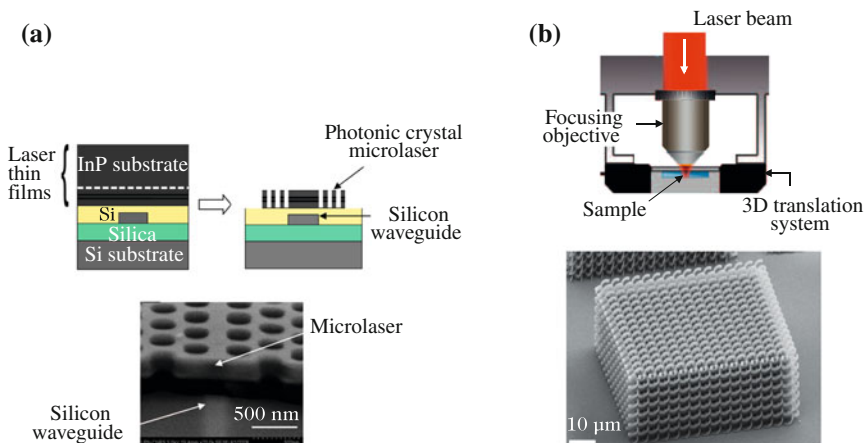 (a)
Laser
thin
films
InP substrate
Si
Silica
Si substrate
Photonic crystal
microlaser
Silicon
waveguide
Microlaser
Silicon
waveguide
500 nm
(b)
Laser beam
Focusing
objective
Sample
3D translation
system
10 µm